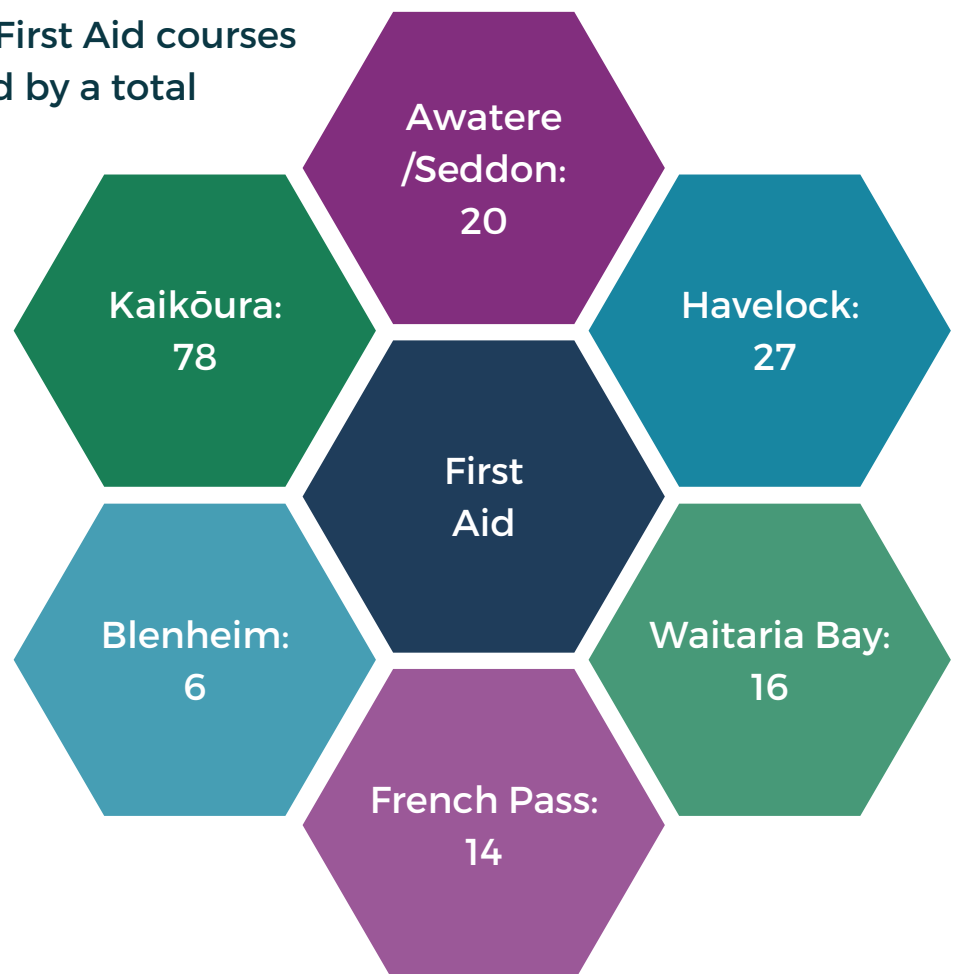 First Aid courses
d by a total
Awatere
/Seddon:
20
Kaikōura:
78
Havelock:
27
First
Aid
Blenheim:
6
Waitaria Bay:
16
French Pass:
14